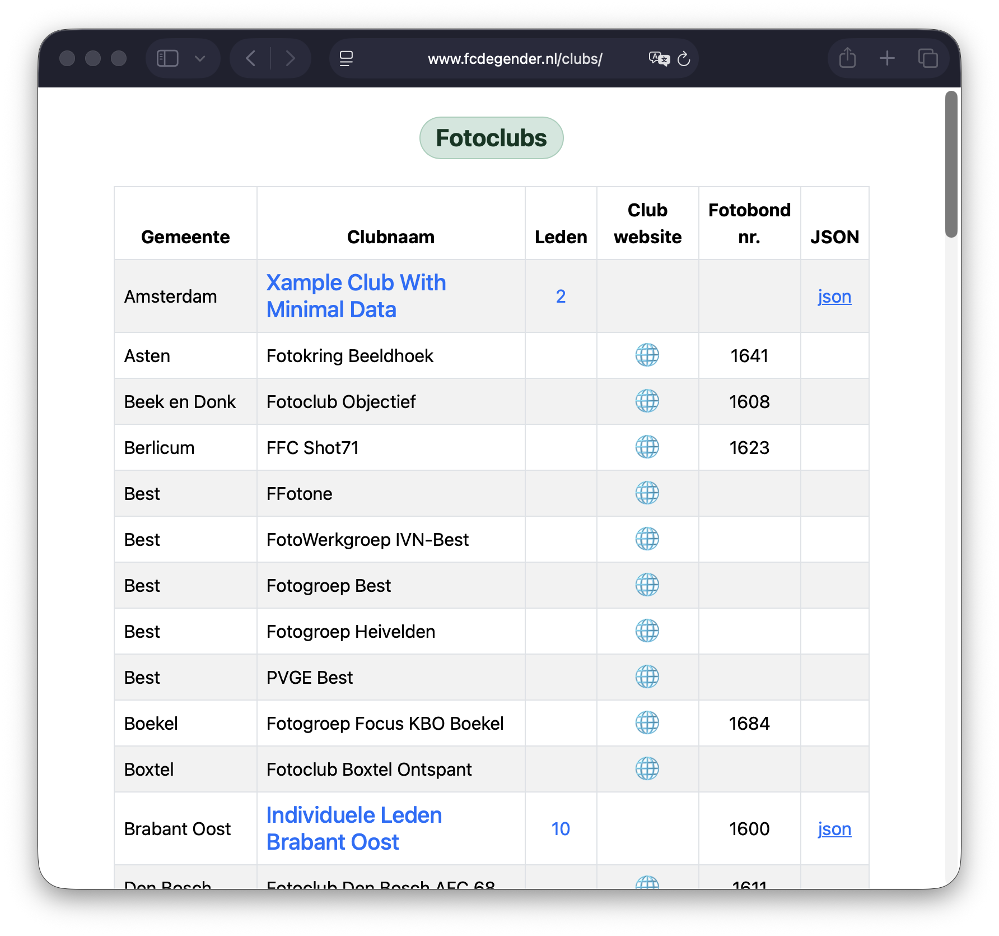 www.fcdegender.nl/clubs/
Fotoclubs
Gemeente Clubnaam Leden Club website Fotobond nr. JSON
Amsterdam Xample Club With Minimal Data 2 json
Asten Fotokring Beeldhoek 1641
Beek en Donk Fotoclub Objectief 1608
Berlicum FFC Shot71 1623
Best FFotone
Best FotoWerkgroep IVN-Best
Best Fotogroep Best
Best Fotogroep Heivelden
Best PVGE Best
Boekel Fotogroep Focus KBO Boekel 1684
Boxtel Fotoclub Boxtel Ontspant
Brabant Oost Individuele Leden Brabant Oost 10 1600 json
Den Bosch Fotoclub Den Bosch AFC 68 1611